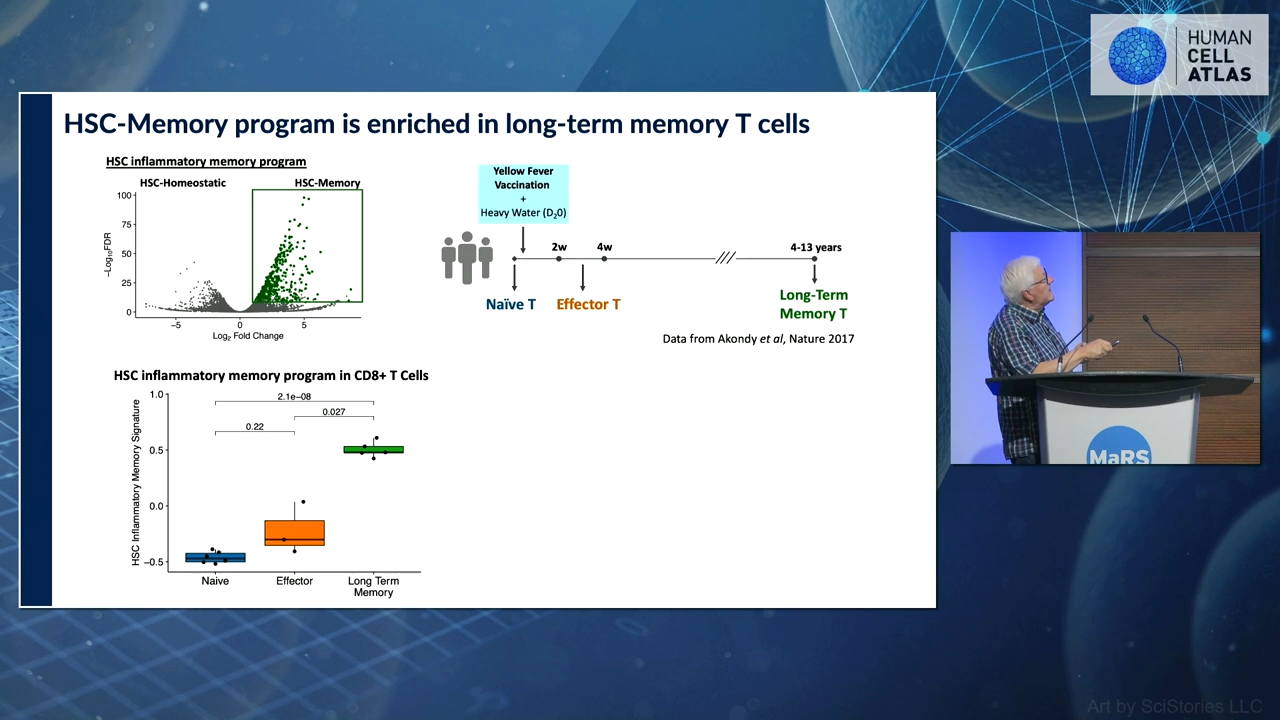 HUMAN
CELL
ATLAS
HSC-Memory program is enriched in long-term memory T cells
HSC inflammatory memory program
HSC-Homeostatic
HSC-Memory
100
75
50
25
0
−Log10FDR
−5
0
5
Log2 Fold Change
Yellow Fever
Vaccination
+
Heavy Water (D20)
2w
4w
4-13 years
Naïve T
Effector T
Long-Term
Memory T
Data from Akondy et al, Nature 2017
HSC inflammatory memory program in CD8+ T Cells
HSC Inflammatory Memory Signature
1.0
0.5
0.0
−0.5
2.1e−08
0.027
0.22
Naive
Effector
Long Term
Memory
MaRS
Art by SciStories LLC